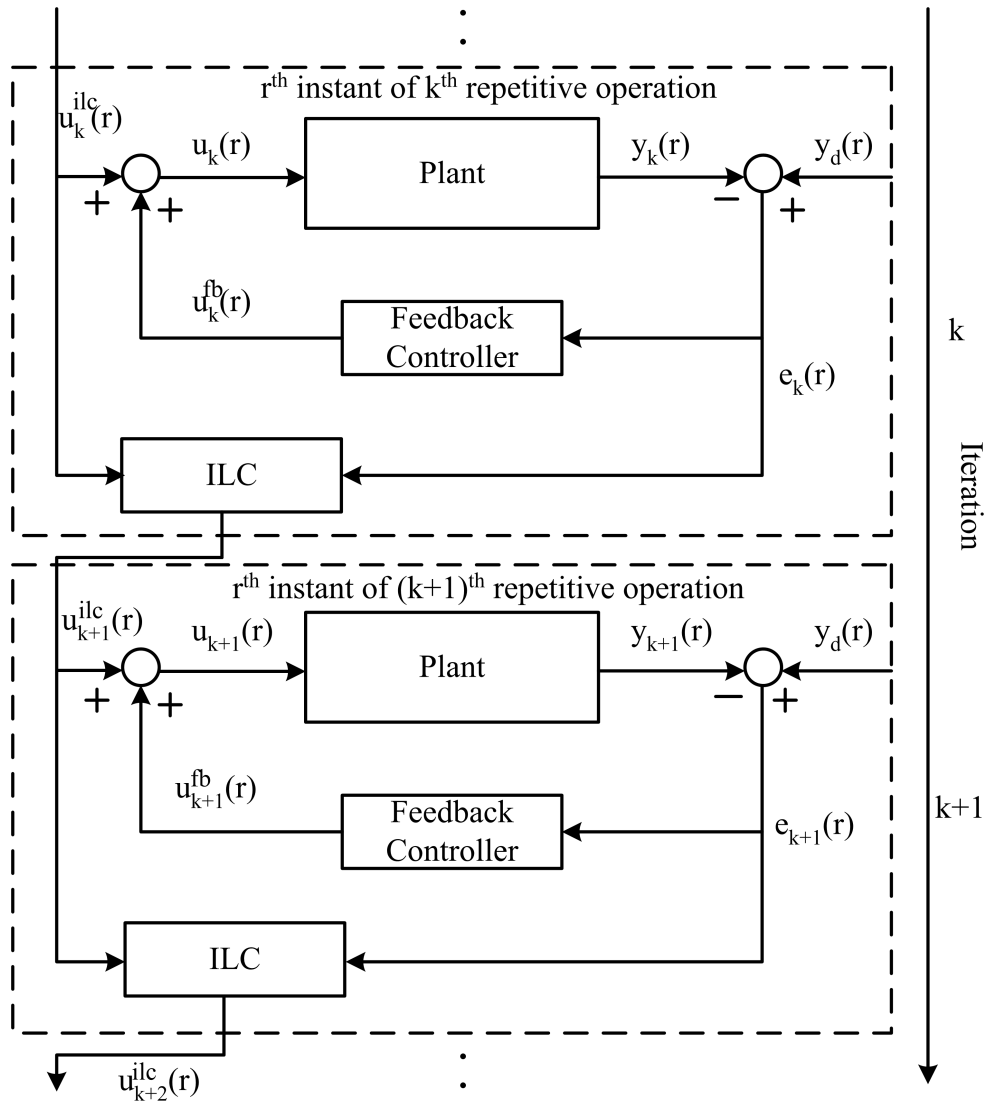 r^th instant of k^th repetitive operation
u_k^ilc(r)
u_k(r)
Plant
y_k(r)
y_d(r)
+
+
−
+
u_k^fb(r)
Feedback
Controller
k
e_k(r)
ILC
Iteration
r^th instant of (k+1)^th repetitive operation
u_{k+1}^ilc(r)
u_{k+1}(r)
Plant
y_{k+1}(r)
y_d(r)
+
+
−
+
u_{k+1}^fb(r)
Feedback
Controller
k+1
e_{k+1}(r)
ILC
u_{k+2}^ilc(r)